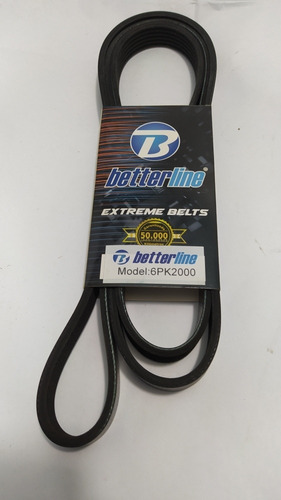 B
betterline
EXTREME BELTS
50.000
betterline
Model:6PK2000